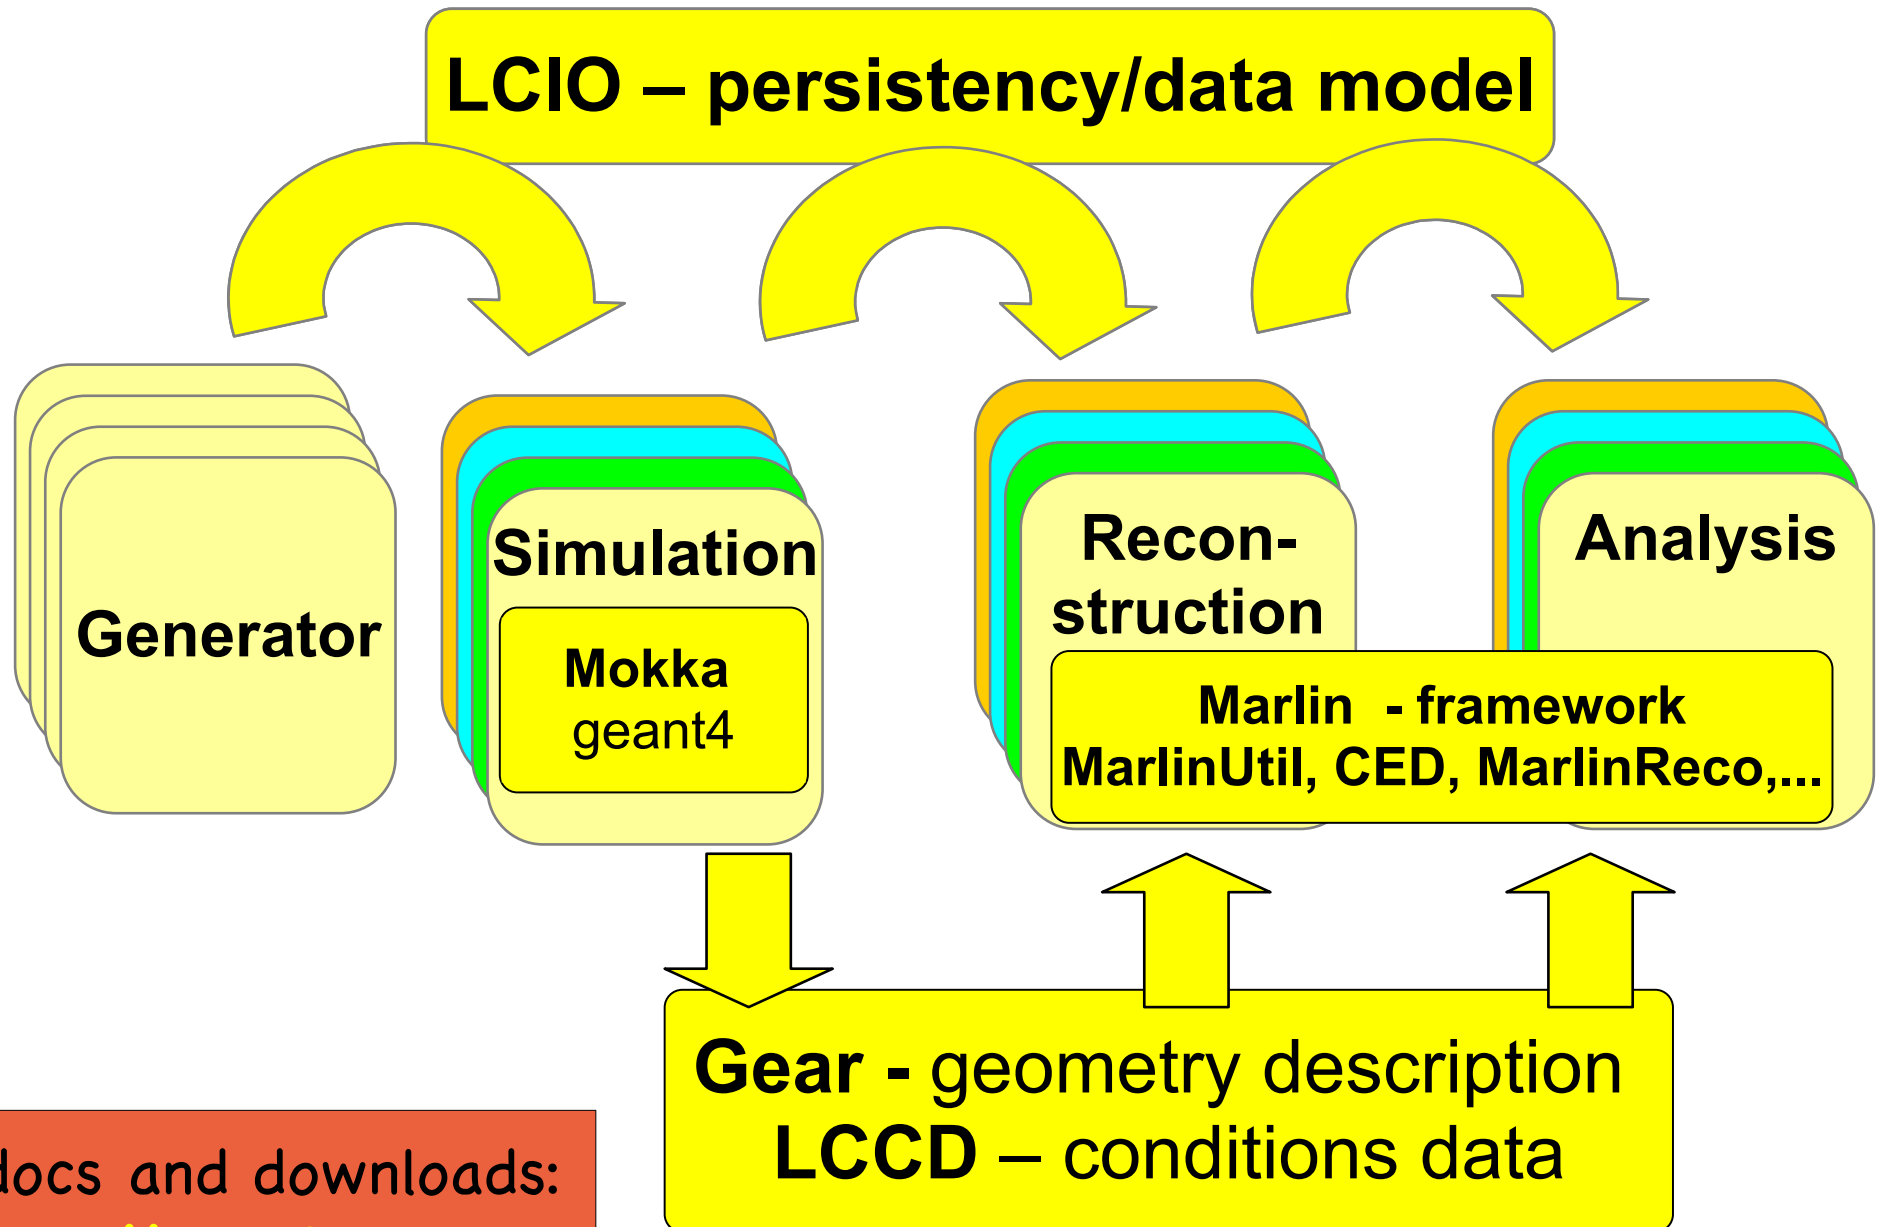 LCIO – persistency/data model
Generator
Simulation
Mokka
geant4
Recon-
struction
Analysis
Marlin - framework
MarlinUtil, CED, MarlinReco,...
Gear - geometry description
LCCD – conditions data
docs and downloads: